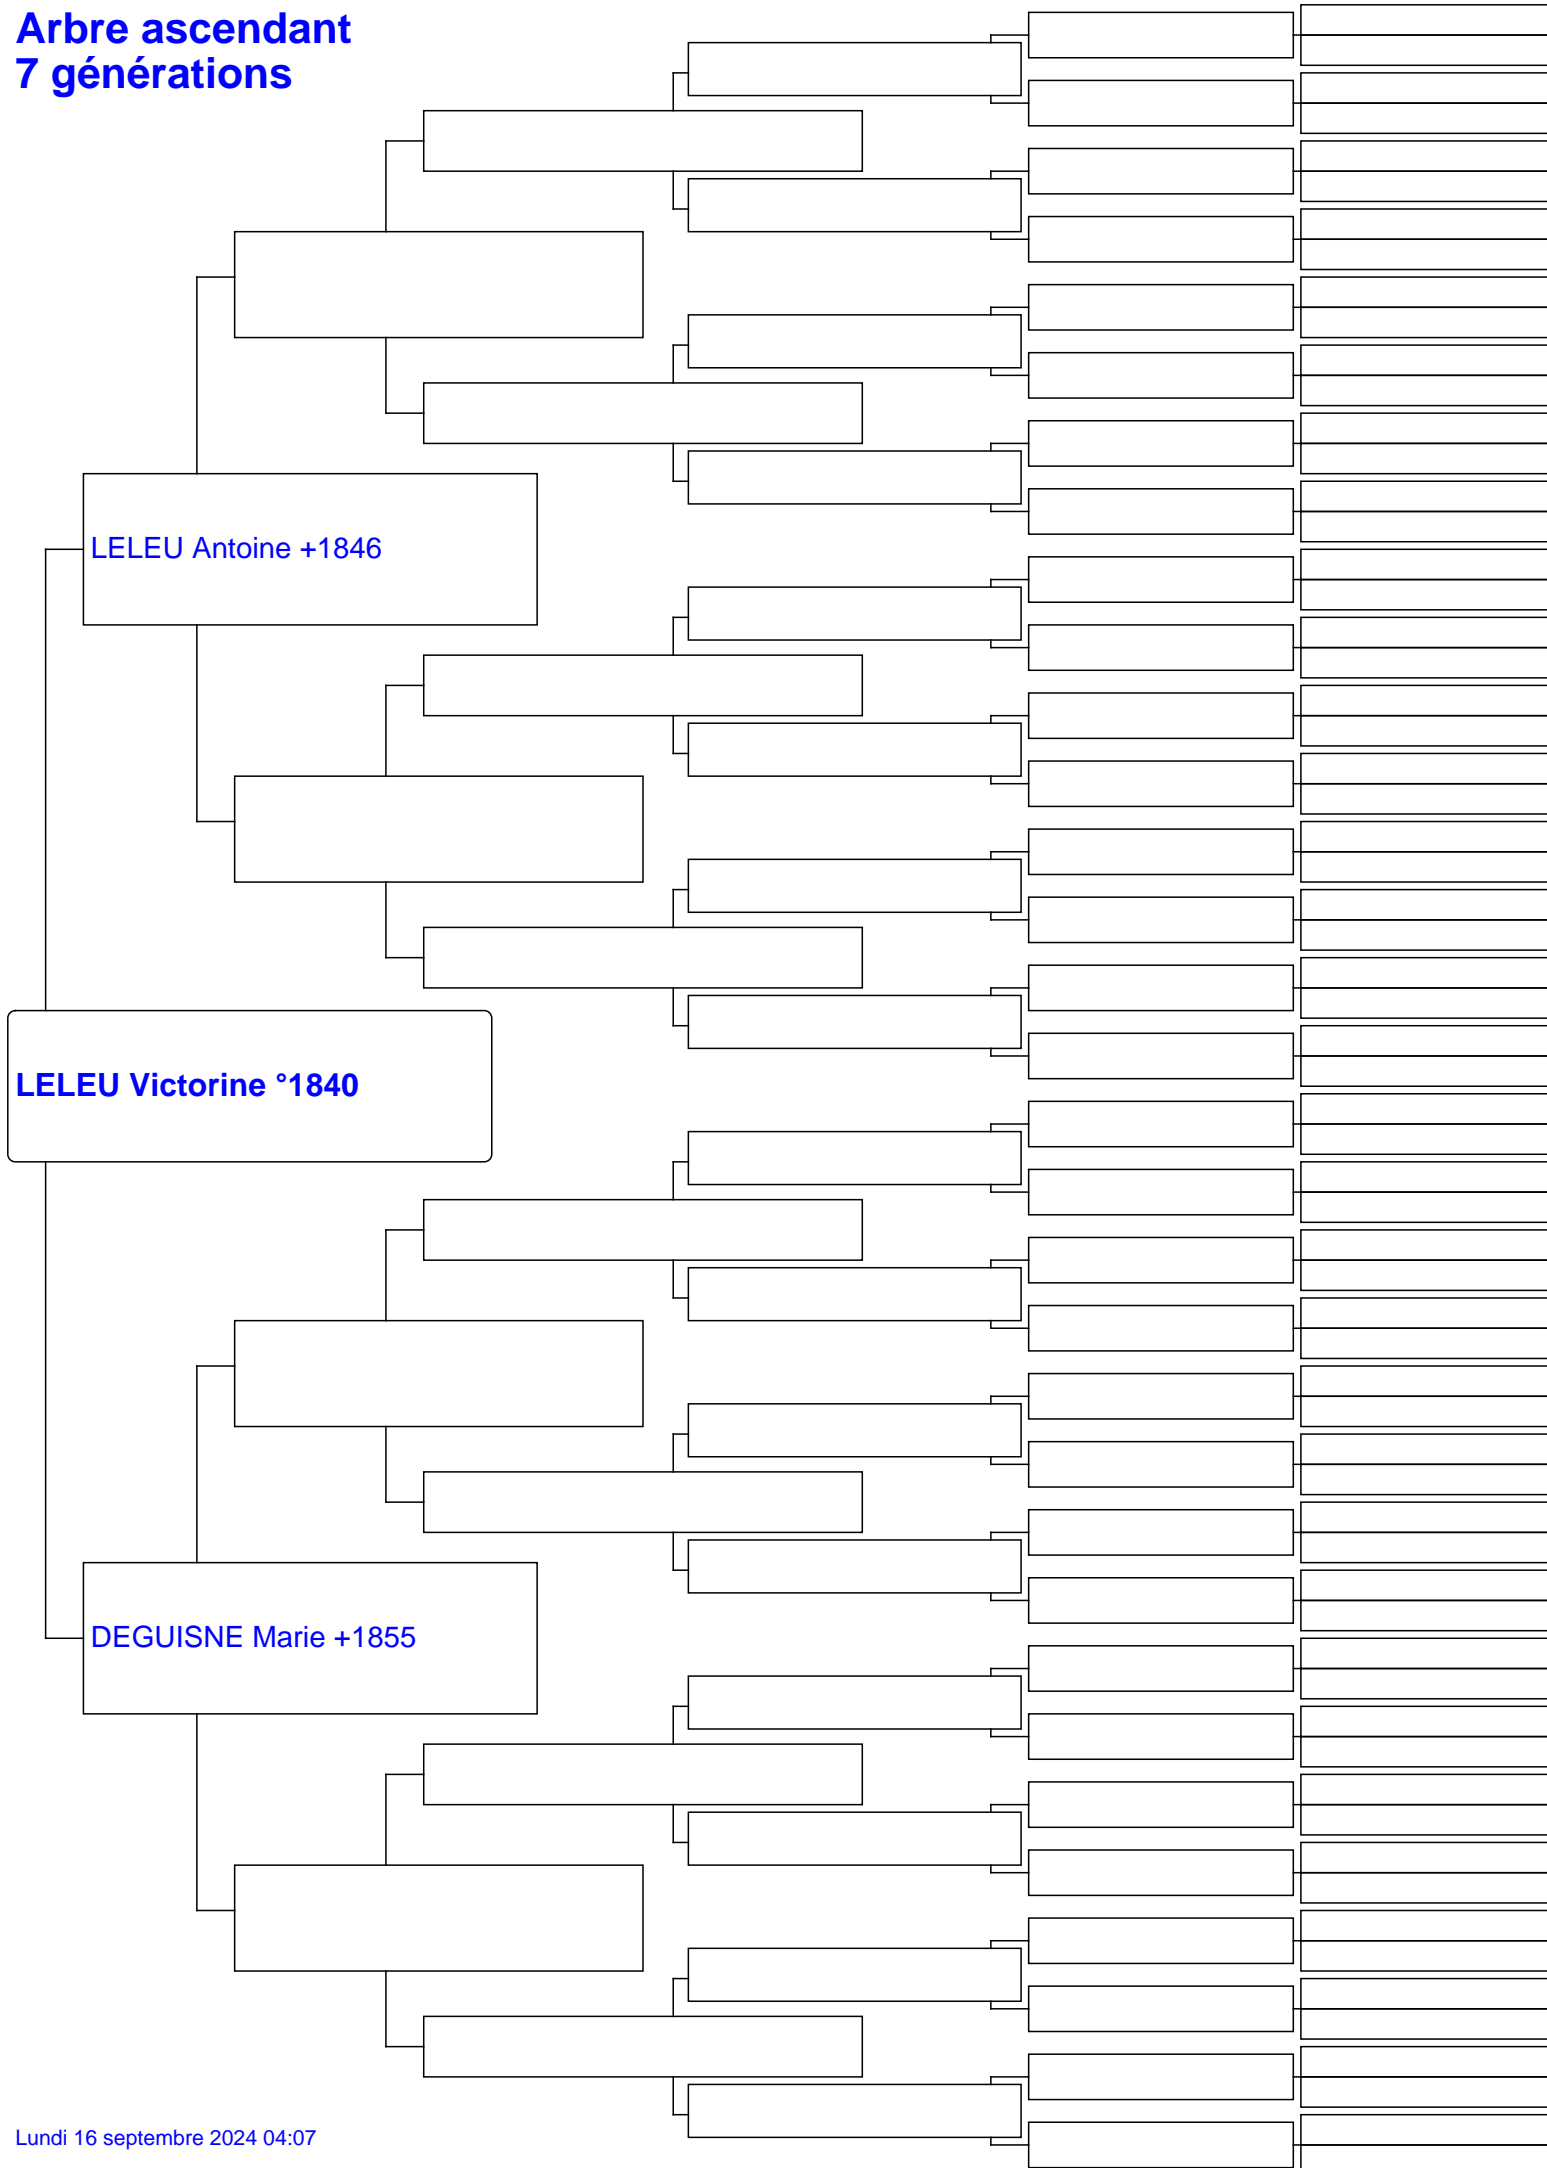 Arbre ascendant
7 générations
LELEU Antoine +1846
LELEU Victorine °1840
DEGUISNE Marie +1855
Lundi 16 septembre 2024 04:07